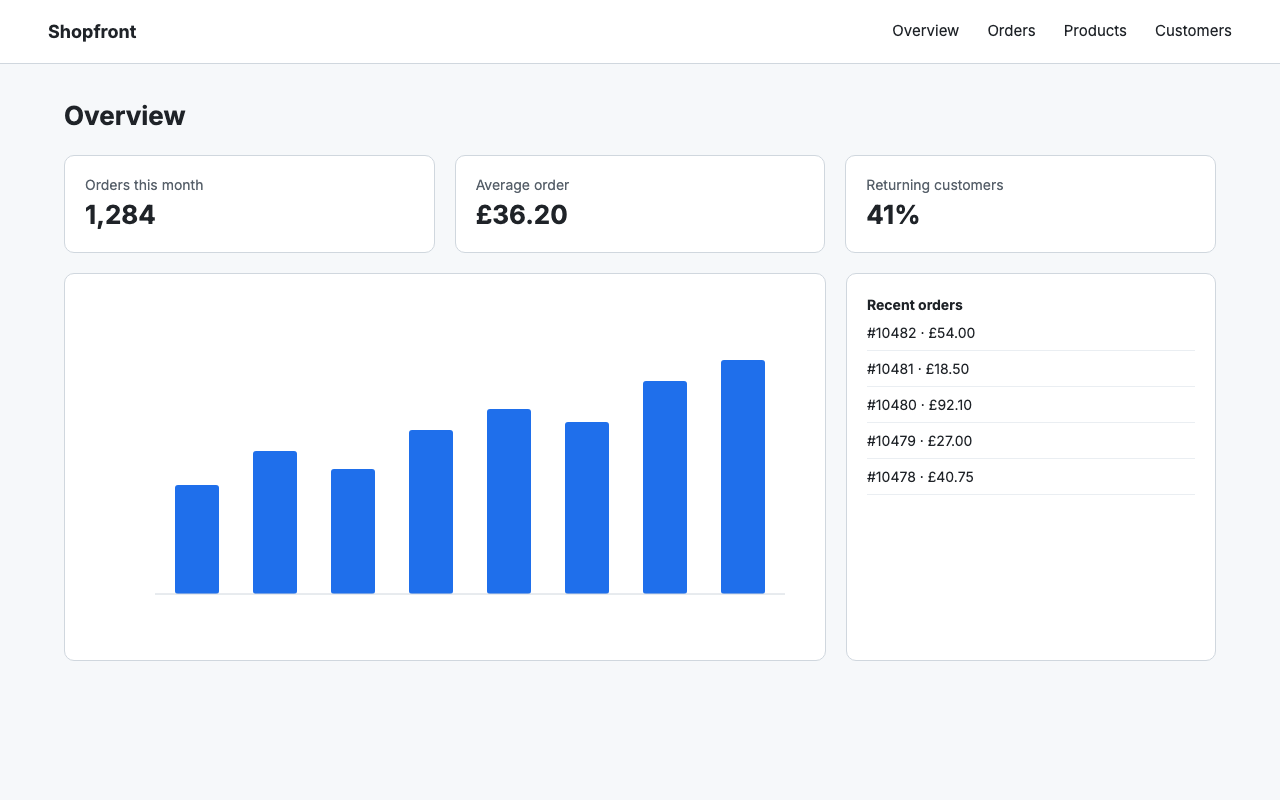 Shopfront
Overview
Orders
Products
Customers
Overview
Orders this month
1,284
Average order
£36.20
Returning customers
41%
Recent orders
#10482 · £54.00
#10481 · £18.50
#10480 · £92.10
#10479 · £27.00
#10478 · £40.75